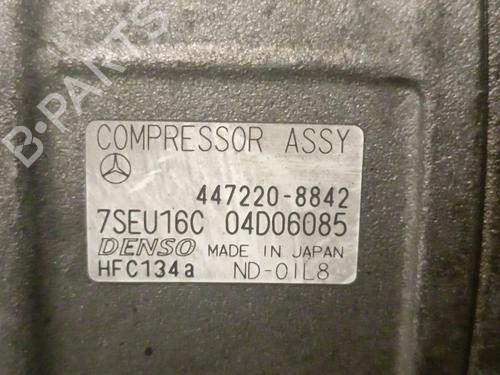 B-PARTS
COMPRESSOR ASSY
447220-8842
7SEU16C 04D06085
DENSO MADE IN JAPAN
HFC134a ND-OIL8